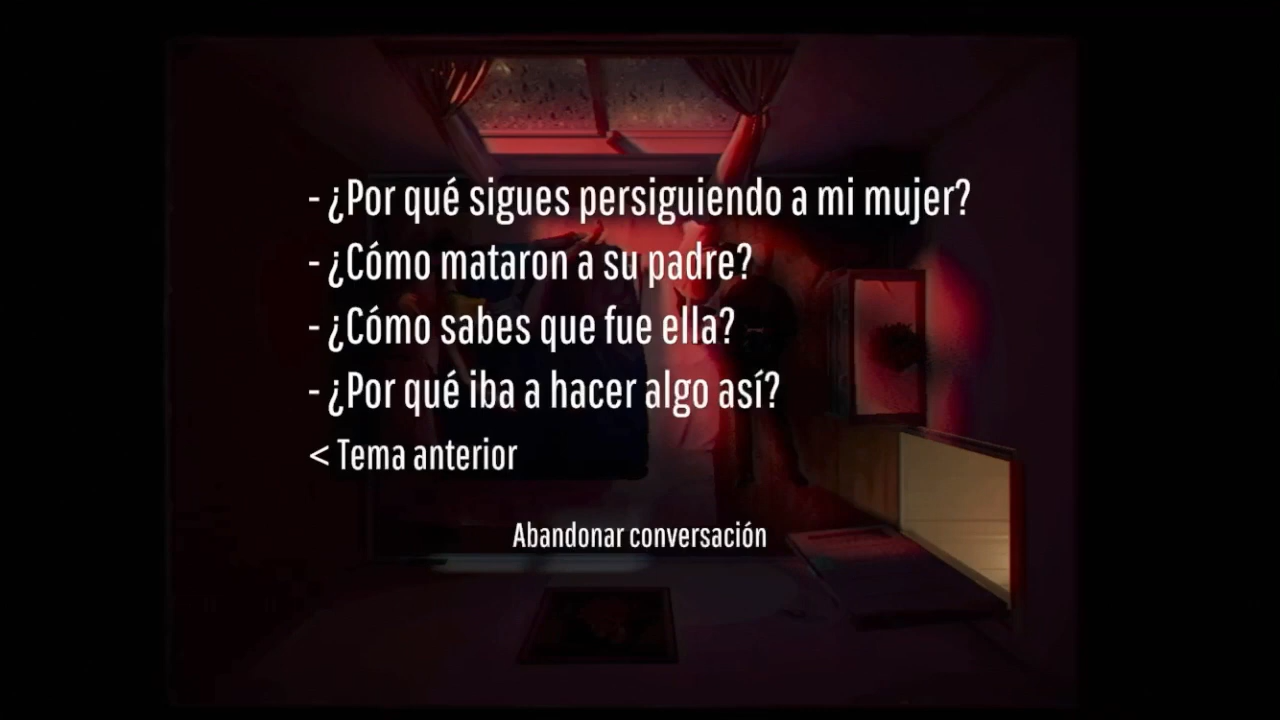 - ¿Por qué sigues persiguiendo a mi mujer?
- ¿Cómo mataron a su padre?
- ¿Cómo sabes que fue ella?
- ¿Por qué iba a hacer algo así?
< Tema anterior
Abandonar conversación